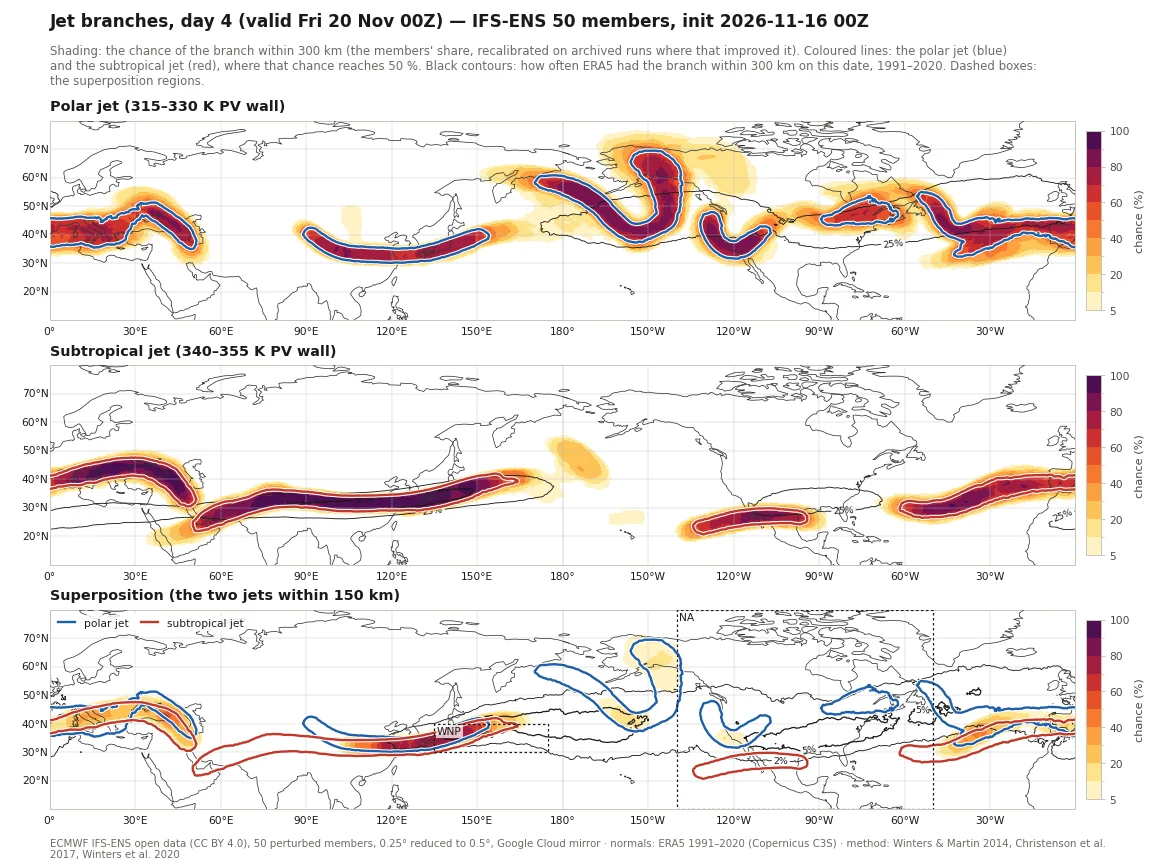 Jet branches, day 4 (valid Fri 20 Nov 00Z) — IFS-ENS 50 members, init 2026-11-16 00Z
Shading: the chance of the branch within 300 km (the members' share, recalibrated on archived runs where that improved it). Coloured lines: the polar jet (blue)
and the subtropical jet (red), where that chance reaches 50 %. Black contours: how often ERA5 had the branch within 300 km on this date, 1991–2020. Dashed boxes:
the superposition regions.
Polar jet (315–330 K PV wall)
70°N
60°N
50°N
40°N
30°N
20°N
25%
0° 30°E 60°E 90°E 120°E 150°E 180° 150°W 120°W 90°W 60°W 30°W
100
80
60
40
20
5
chance (%)
Subtropical jet (340–355 K PV wall)
70°N
60°N
50°N
40°N
30°N
20°N
25% 25% 25%
0° 30°E 60°E 90°E 120°E 150°E 180° 150°W 120°W 90°W 60°W 30°W
100
80
60
40
20
5
chance (%)
Superposition (the two jets within 150 km)
polar jet subtropical jet
NA
WNP
5%
5%
2%
70°N
60°N
50°N
40°N
30°N
20°N
0° 30°E 60°E 90°E 120°E 150°E 180° 150°W 120°W 90°W 60°W 30°W
100
80
60
40
20
5
chance (%)
ECMWF IFS-ENS open data (CC BY 4.0), 50 perturbed members, 0.25° reduced to 0.5°, Google Cloud mirror · normals: ERA5 1991–2020 (Copernicus C3S) · method: Winters & Martin 2014, Christenson et al.
2017, Winters et al. 2020